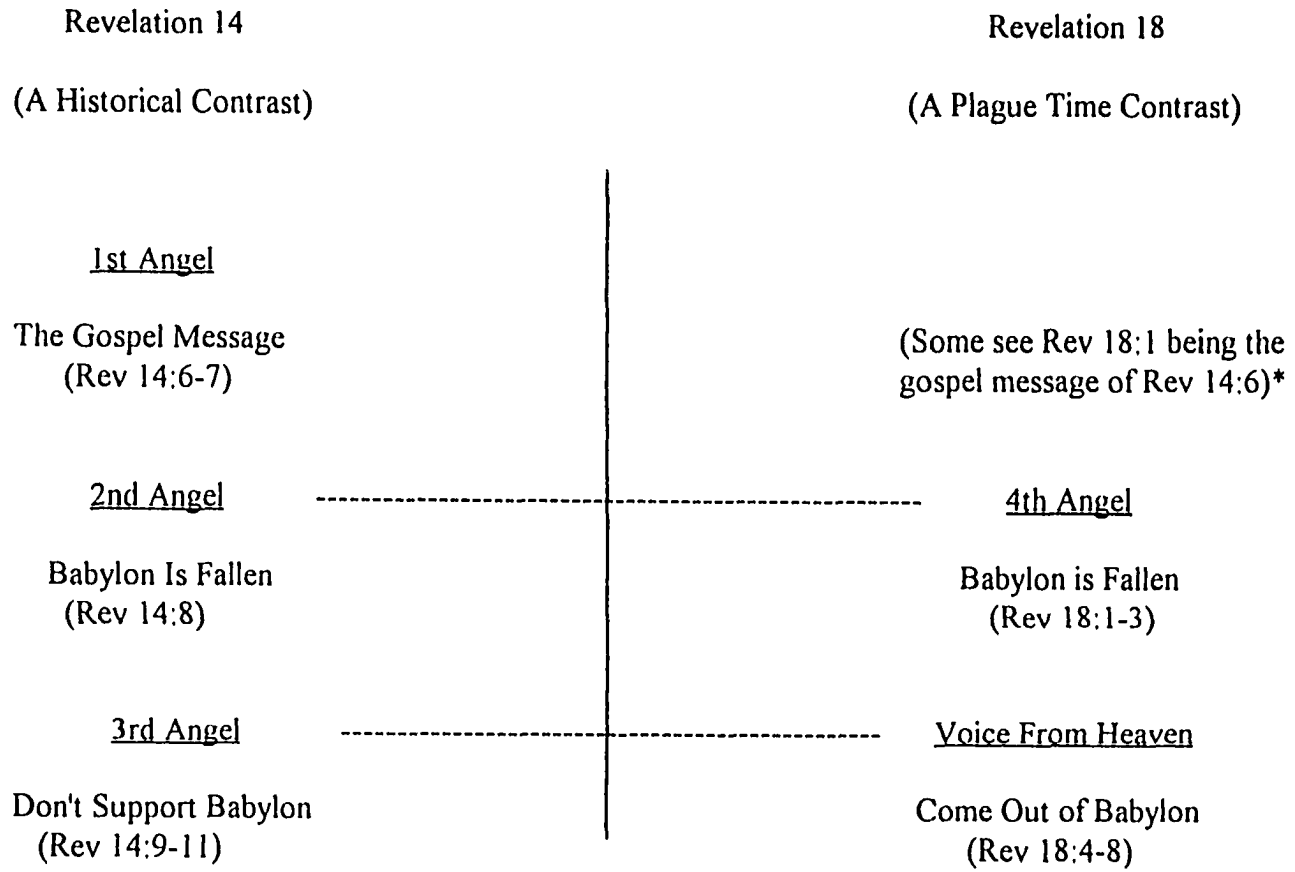 Revelation 14
Revelation 18
(A Historical Contrast)
(A Plague Time Contrast)
1st Angel
The Gospel Message
(Rev 14:6-7)
(Some see Rev 18:1 being the
gospel message of Rev 14:6)*
2nd Angel
4th Angel
Babylon Is Fallen
(Rev 14:8)
Babylon is Fallen
(Rev 18:1-3)
3rd Angel
Voice From Heaven
Don't Support Babylon
(Rev 14:9-11)
Come Out of Babylon
(Rev 18:4-8)